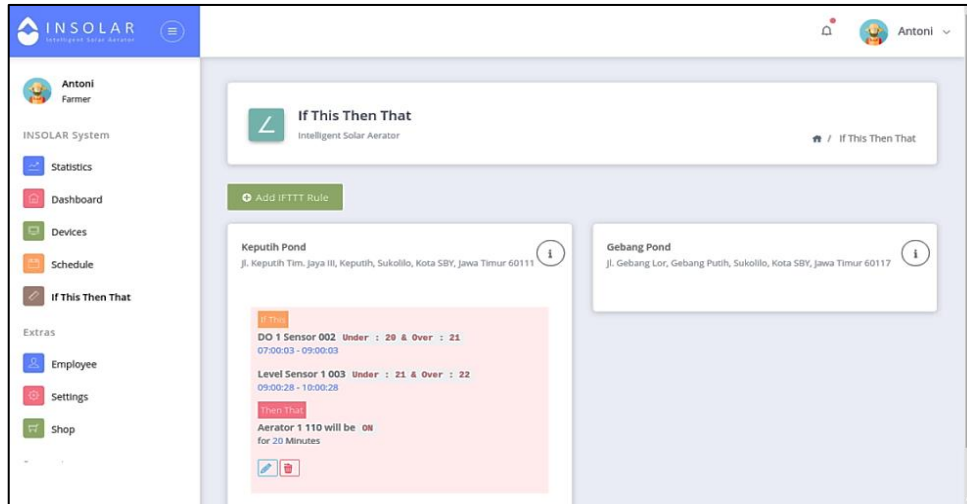 INSOLAR
Intelligent Solar Aerator
Antoni
Antoni
Farmer
INSOLAR System
Statistics
Dashboard
Devices
Schedule
If This Then That
Extras
Employee
Settings
Shop
If This Then That
Intelligent Solar Aerator
/ If This Then That
Add IFTTT Rule
Keputih Pond
Jl. Keputih Tim. Jaya III, Keputih, Sukolilo, Kota SBY, Jawa Timur 60111
i
If This
DO 1 Sensor 002 Under : 20 & Over : 21
07:00:03 - 09:00:03
Level Sensor 1 003 Under : 21 & Over : 22
09:00:28 - 10:00:28
Then That
Aerator 1 110 will be ON
for 20 Minutes
Gebang Pond
Jl. Gebang Lor, Gebang Putih, Sukolilo, Kota SBY, Jawa Timur 60117
i